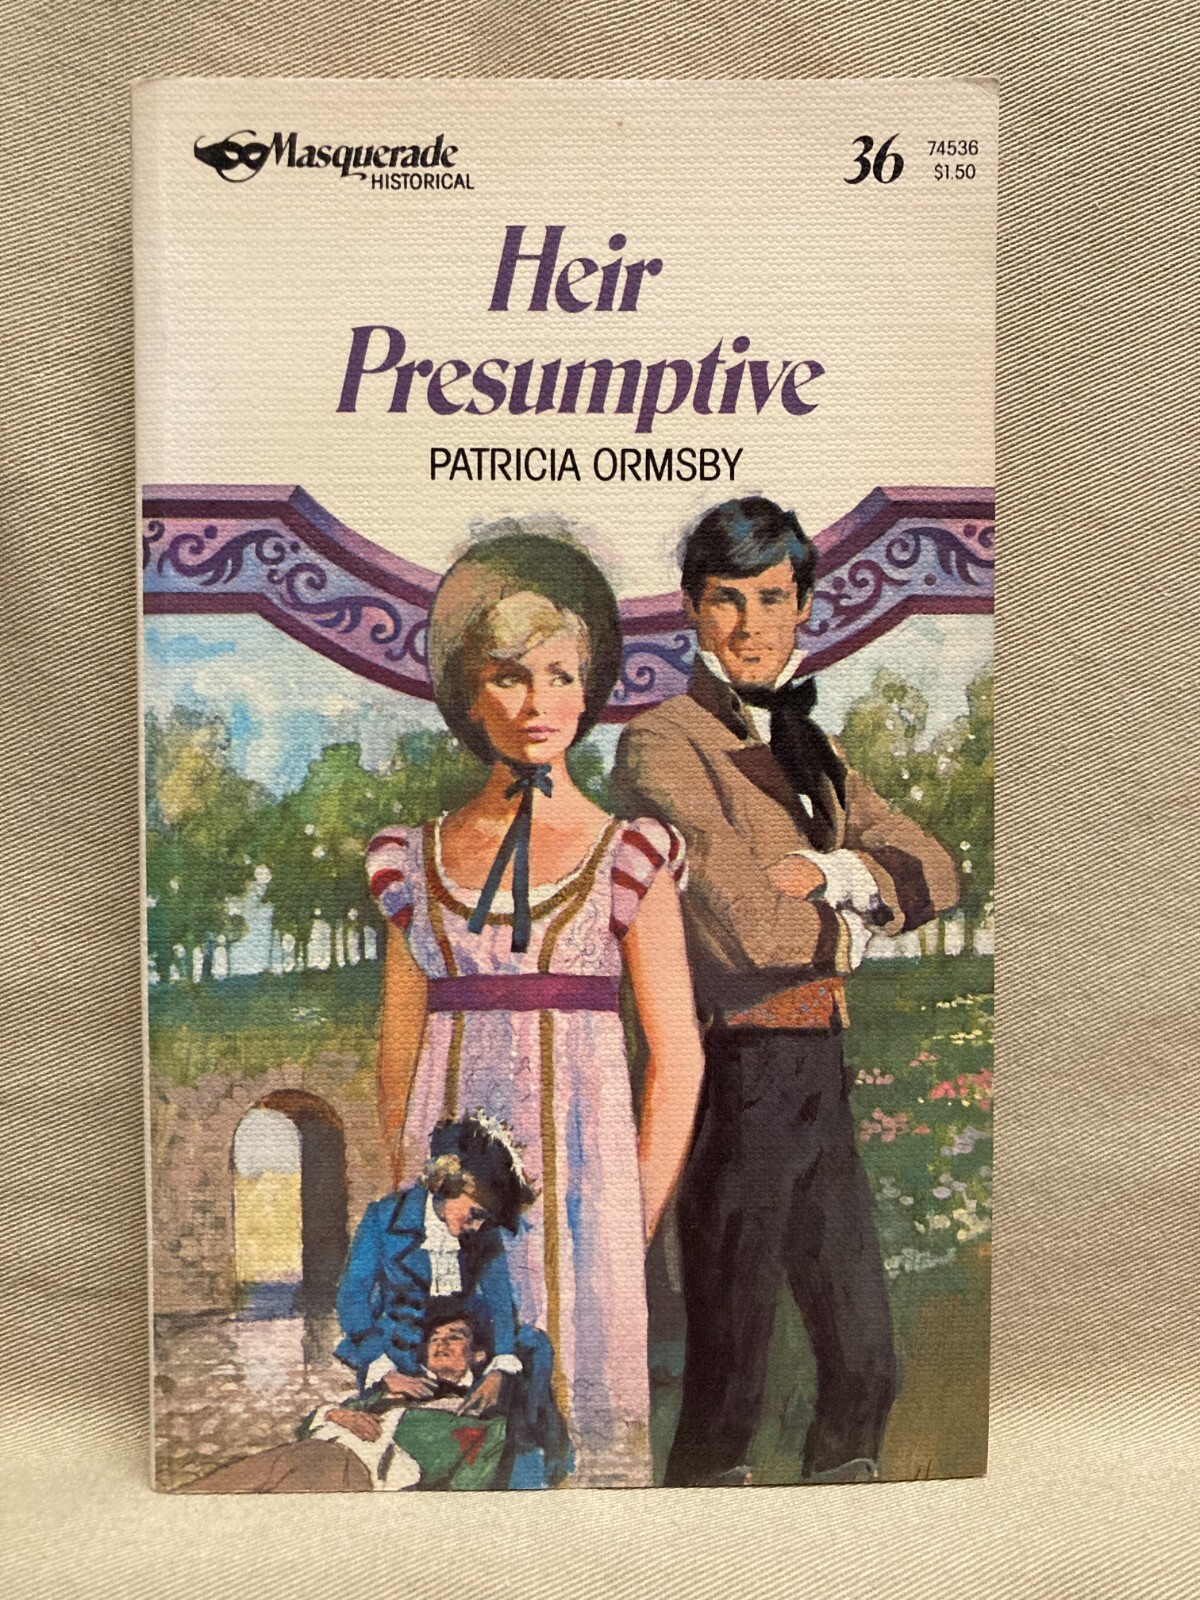 Masquerade
HISTORICAL
36
74536
$1.50
Heir
Presumptive
PATRICIA ORMSBY